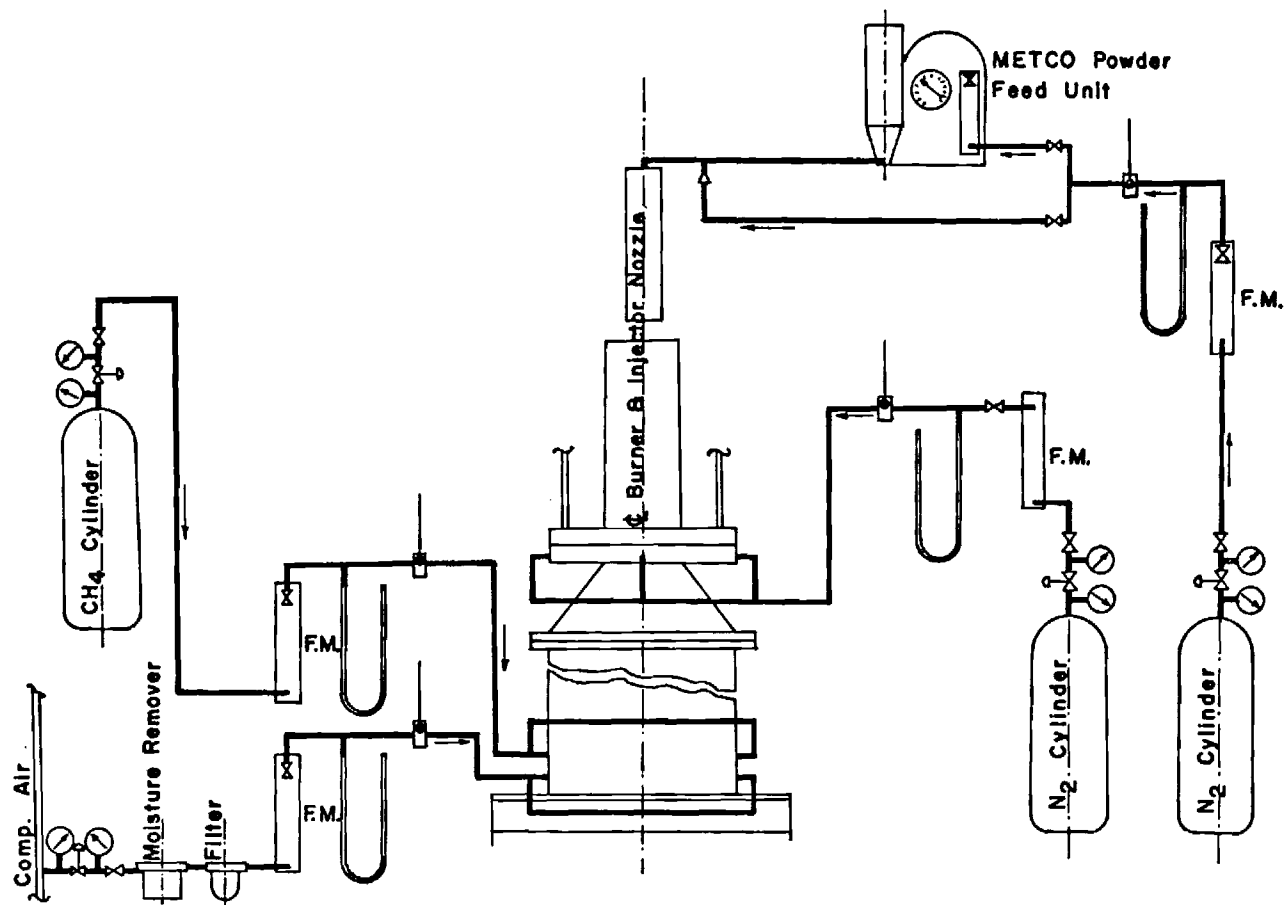 METCO Powder
Feed Unit
F.M.
℄ Burner & Injector Nozzle
CH4 Cylinder
F.M.
F.M.
N2 Cylinder
N2 Cylinder
Comp. Air
Moisture Remover
Filter
F.M.